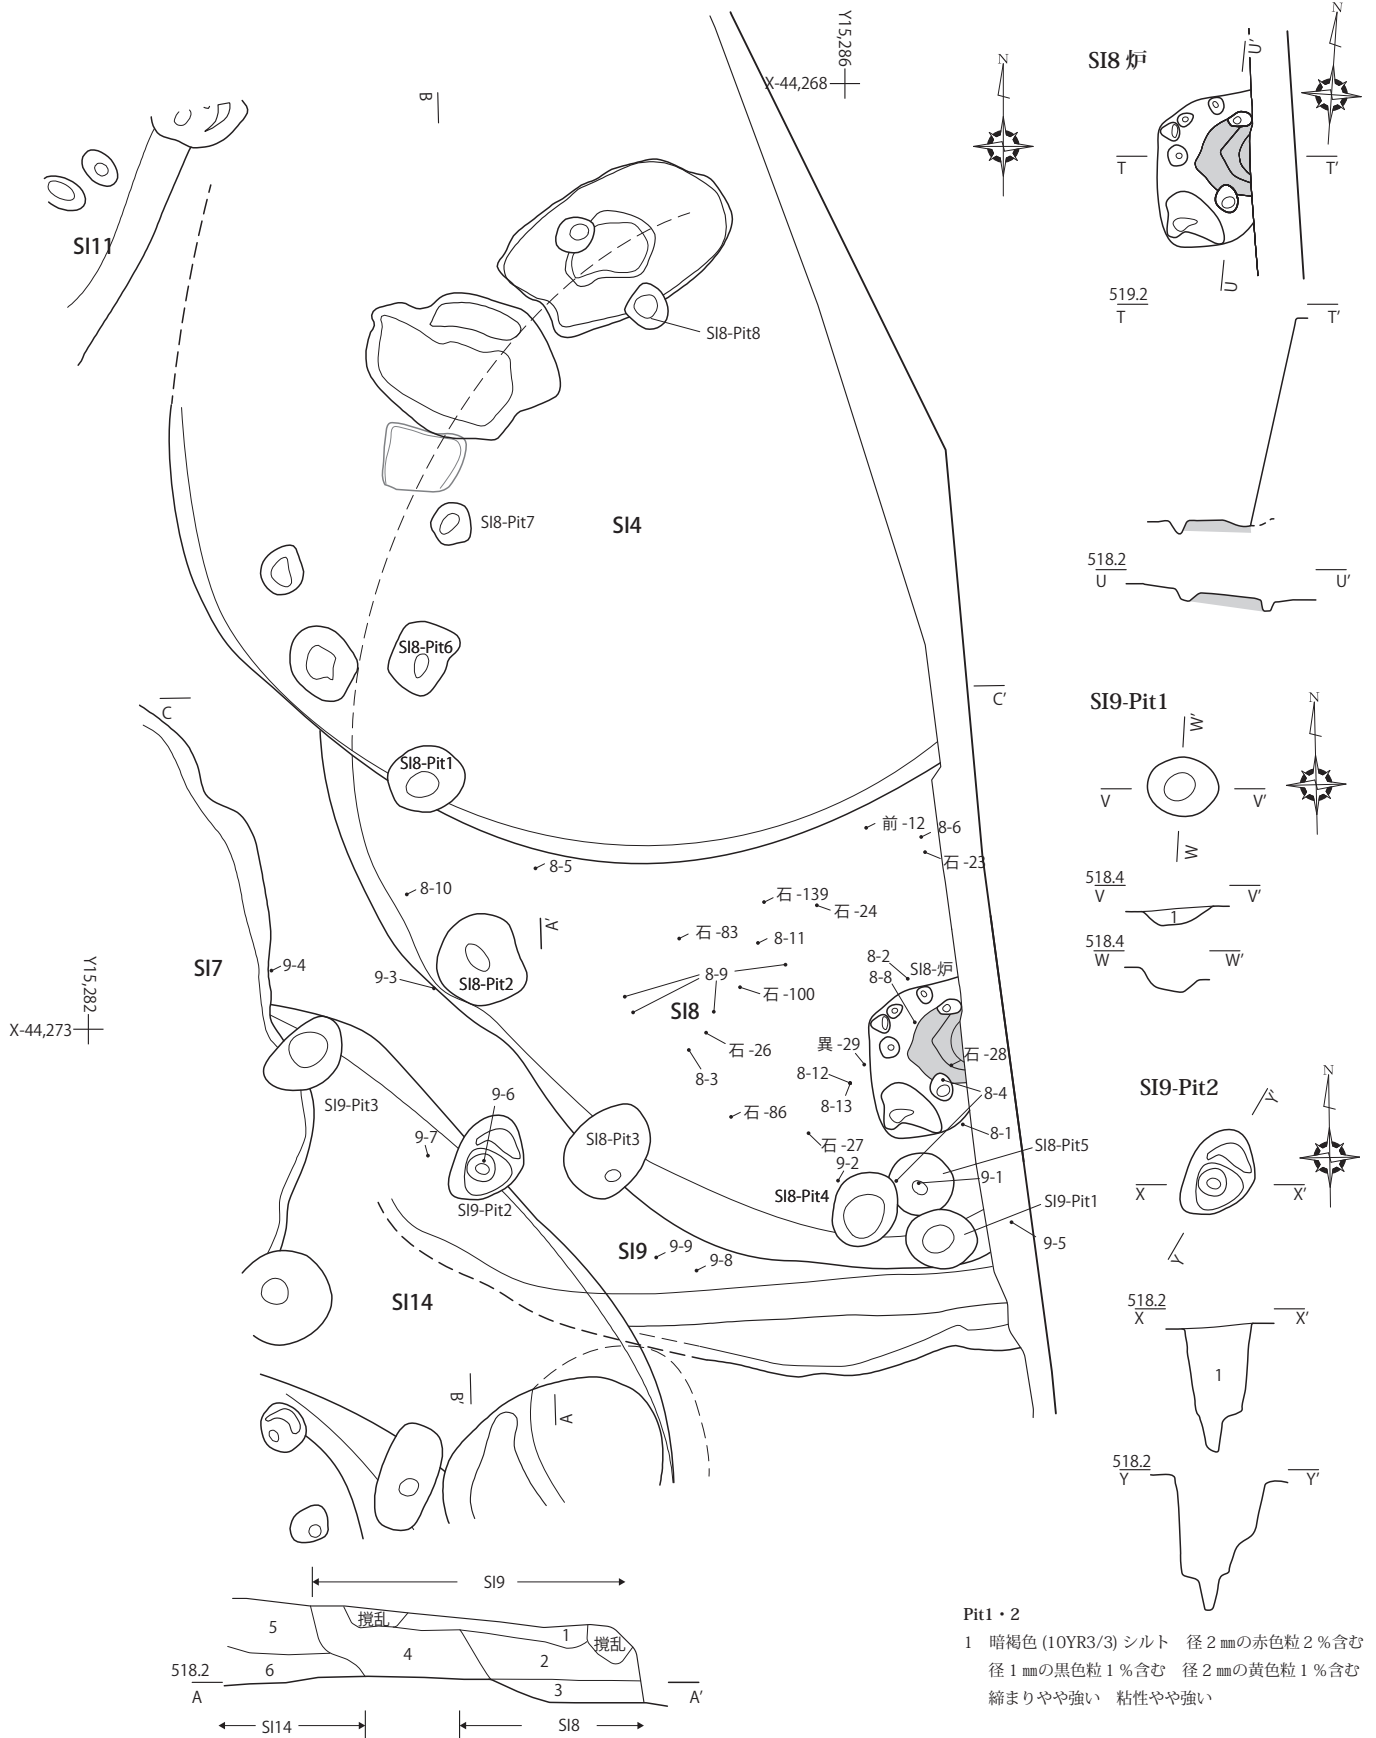 Y15,286
X-44,268
N
B
SI11
SI8-Pit8
SI8-Pit7
SI4
SI8-Pit6
C
C'
SI8-Pit1
前 -12
8-6
石 -23
8-5
8-10
石 -139
石 -24
A'
石 -83
8-11
SI7
9-4
9-3
SI8-Pit2
8-9
8-2
SI8-炉
8-8
石 -100
SI8
Y15,282
X-44,273
石 -26
異 -29
石 -28
8-3
8-12
8-13
8-4
SI9-Pit3
9-6
石 -86
8-1
9-7
SI8-Pit3
石 -27
SI8-Pit5
9-2
9-1
SI8-Pit4
SI9-Pit2
SI9-Pit1
9-5
SI9
9-9
9-8
SI14
B'
A
SI8 炉
N
U'
T
T'
U
519.2
T
T'
518.2
U
U'
SI9-Pit1
N
W'
V
V'
W
518.4
V
V'
1
518.4
W
W'
SI9-Pit2
N
Y'
X
X'
Y
518.2
X
X'
1
518.2
Y
Y'
SI9
撹乱
5
1
撹乱
4
2
6
3
518.2
A
A'
SI14
SI8
Pit1・2
1 暗褐色 (10YR3/3) シルト 径 2 ㎜の赤色粒 2 %含む
径 1 ㎜の黒色粒 1 %含む 径 2 ㎜の黄色粒 1 %含む
締まりやや強い 粘性やや強い